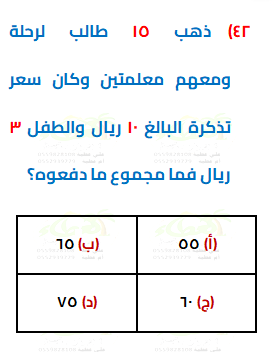 ٤٢) ذهب ١٥ طالب لرحلة
ومعهم معلمتين وكان سعر
تذكرة البالغ ١٠ ريال والطفل ٣
ريال فما مجموع ما دفعوه؟
(أ) ٥٥
(ب) ٦٥
(ج) ٦٠
(د) ٧٥